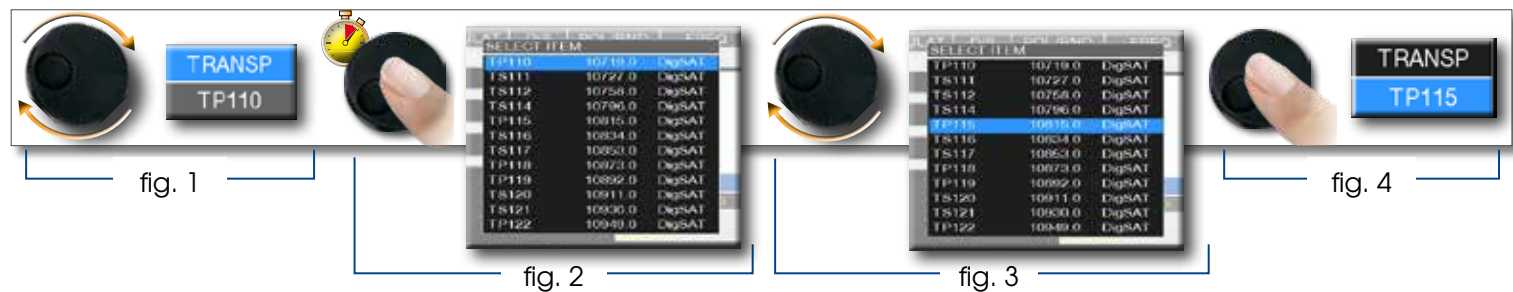 TRANSP
TP110
SELECT ITEM
TP110 10719.0 DigSAT
TS111 10727.0 DigSAT
TS112 10758.0 DigSAT
TS114 10796.0 DigSAT
TP115 10815.0 DigSAT
TS116 10834.0 DigSAT
TS117 10853.0 DigSAT
TP118 10873.0 DigSAT
TP119 10892.0 DigSAT
TS120 10911.0 DigSAT
TS121 10930.0 DigSAT
TP122 10949.0 DigSAT
SELECT ITEM
TP110 10719.0 DigSAT
TS111 10727.0 DigSAT
TS112 10758.0 DigSAT
TS114 10796.0 DigSAT
TP115 10815.0 DigSAT
TS116 10834.0 DigSAT
TS117 10853.0 DigSAT
TP118 10873.0 DigSAT
TP119 10892.0 DigSAT
TS120 10911.0 DigSAT
TS121 10930.0 DigSAT
TP122 10949.0 DigSAT
TRANSP
TP115
fig. 1
fig. 2
fig. 3
fig. 4